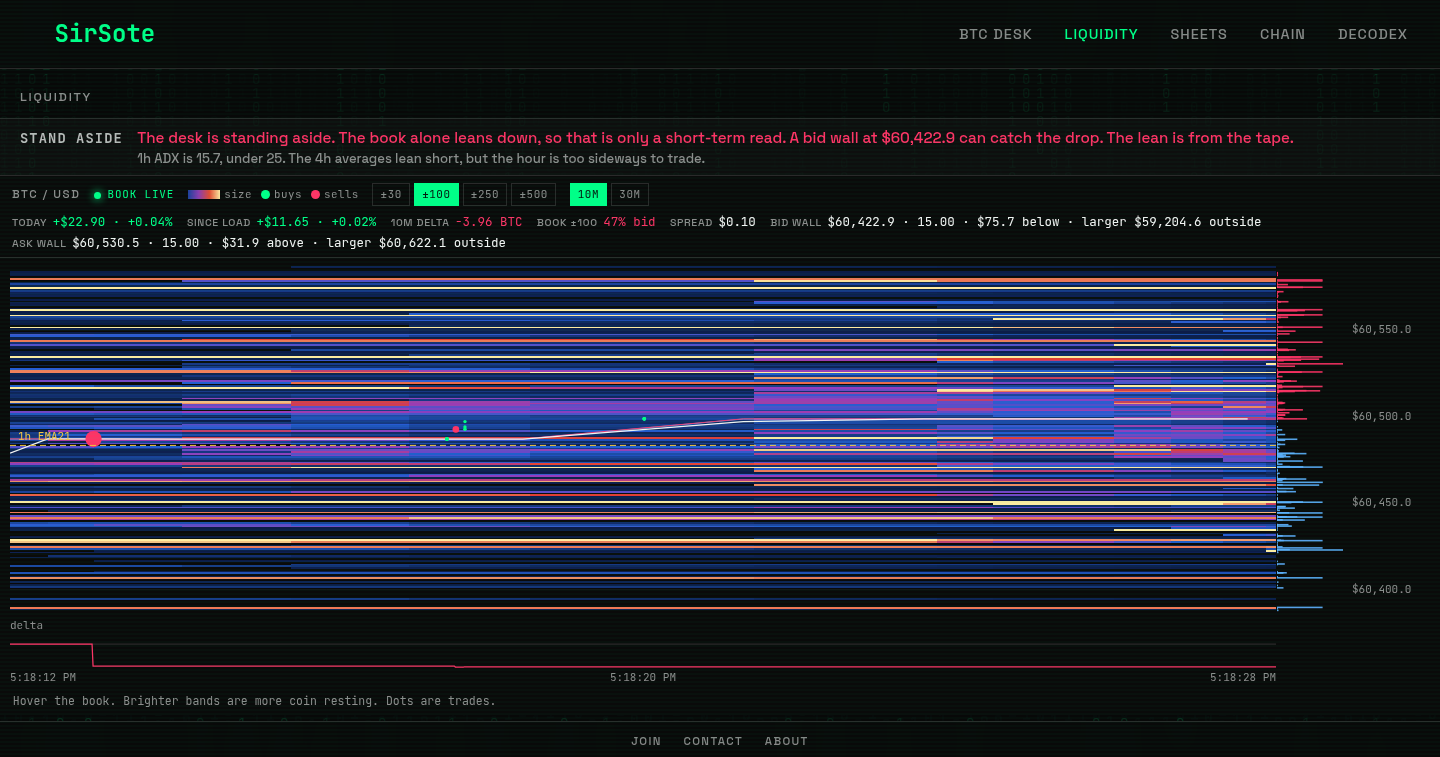 SirSote
BTC DESK LIQUIDITY SHEETS CHAIN DECODEX
LIQUIDITY
STAND ASIDE The desk is standing aside. The book alone leans down, so that is only a short-term read. A bid wall at $60,422.9 can catch the drop. The lean is from the tape.
1h ADX is 15.7, under 25. The 4h averages lean short, but the hour is too sideways to trade.
BTC / USD BOOK LIVE size buys sells ±30 ±100 ±250 ±500 10M 30M
TODAY +$22.90 · +0.04% SINCE LOAD +$11.65 · +0.02% 10M DELTA -3.96 BTC BOOK ±100 47% bid SPREAD $0.10 BID WALL $60,422.9 · 15.00 · $75.7 below · larger $59,204.6 outside
ASK WALL $60,530.5 · 15.00 · $31.9 above · larger $60,622.1 outside
$60,550.0
$60,500.0
1h EMA21
$60,450.0
$60,400.0
delta
5:18:12 PM 5:18:20 PM 5:18:28 PM
Hover the book. Brighter bands are more coin resting. Dots are trades.
JOIN CONTACT ABOUT